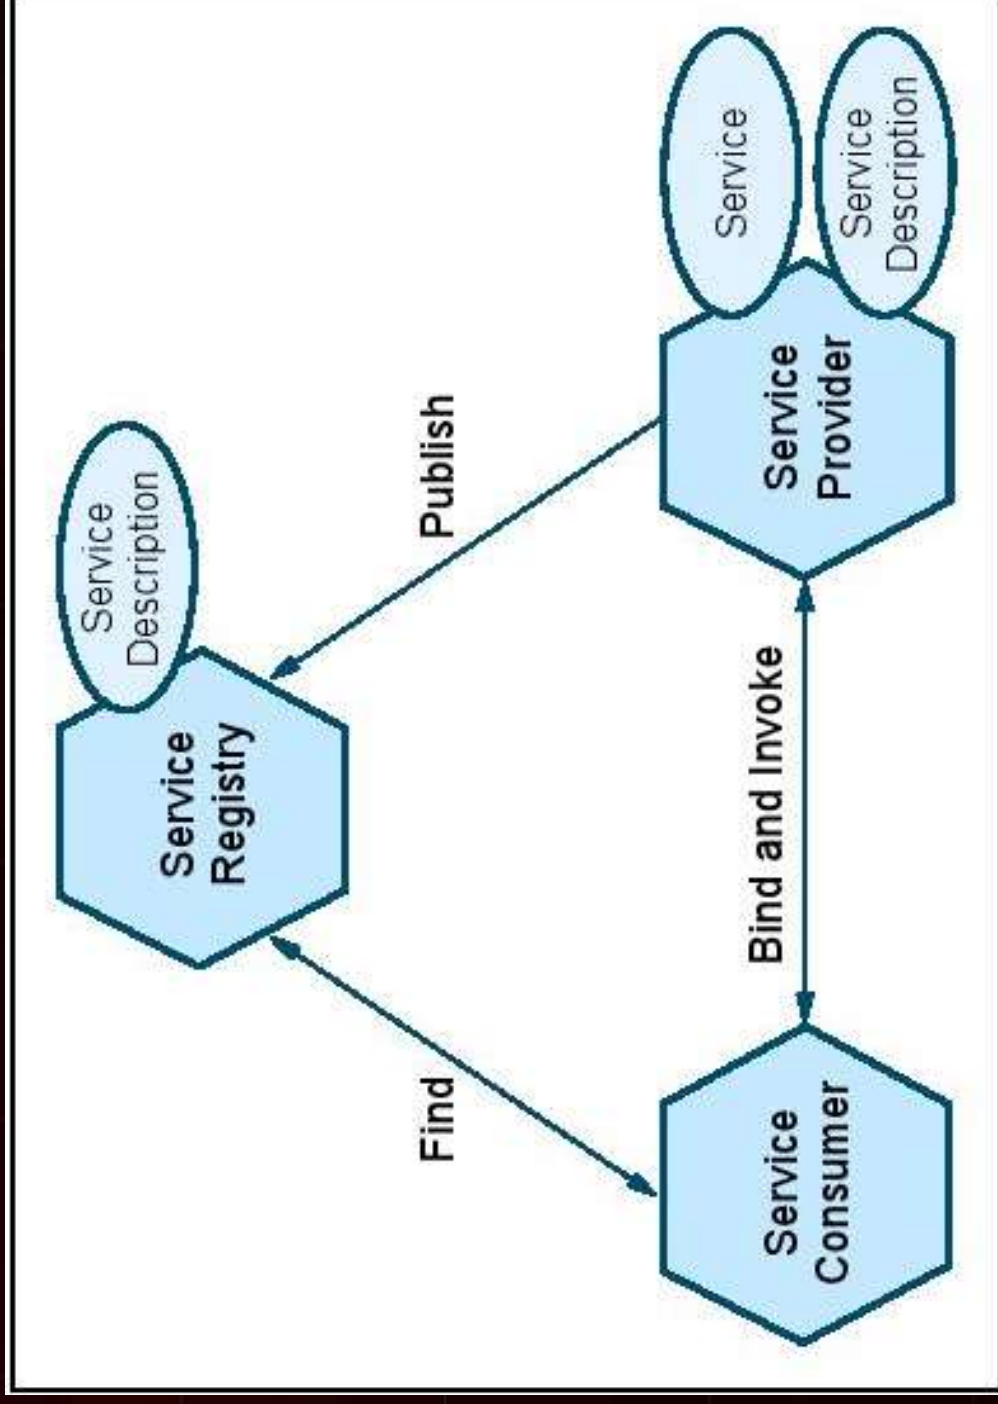 Service
Description
Service
Registry
Find
Publish
Bind and Invoke
Service
Consumer
Service
Provider
Service
Service
Description